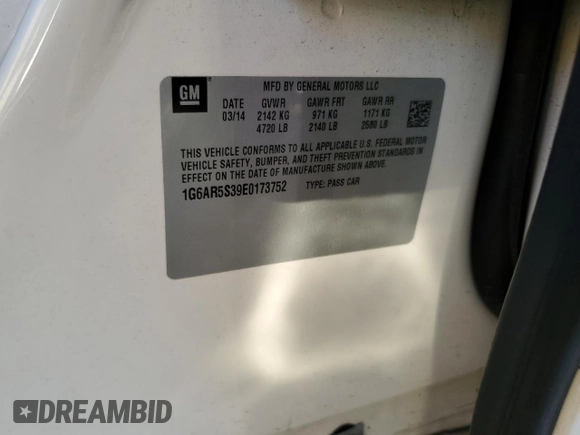 GM
MFD BY GENERAL MOTORS LLC
DATE GVWR GAWR FRT GAWR RR
03/14 2142 KG 971 KG 1171 KG
4720 LB 2140 LB 2580 LB
THIS VEHICLE CONFORMS TO ALL APPLICABLE U.S. FEDERAL MOTOR
VEHICLE SAFETY, BUMPER, AND THEFT PREVENTION STANDARDS IN
EFFECT ON THE DATE OF MANUFACTURE SHOWN ABOVE.
1G6AR5S39E0173752 TYPE: PASS CAR
DREAMBID